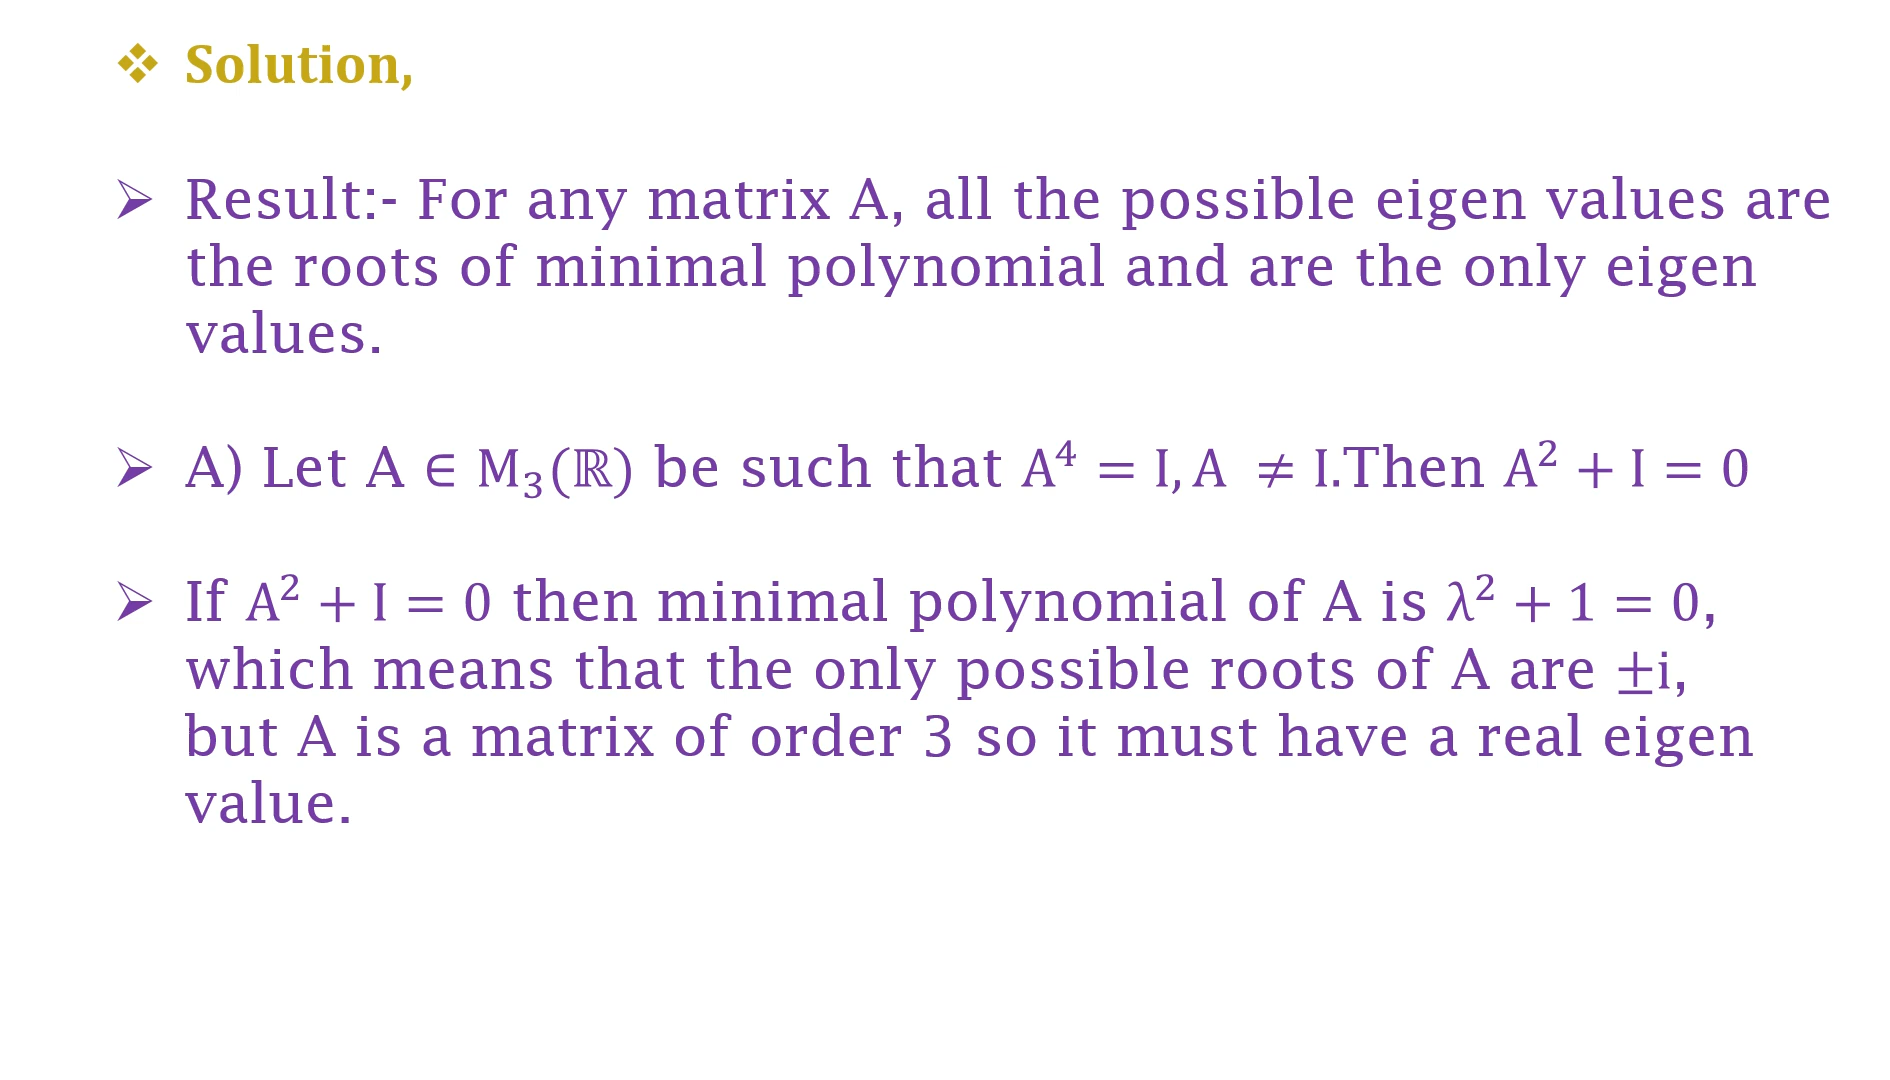 ❖ Solution,
➢ Result:- For any matrix A, all the possible eigen values are
the roots of minimal polynomial and are the only eigen
values.
➢ A) Let A ∈ M₃(ℝ) be such that A⁴ = I, A ≠ I.Then A² + I = 0
➢ If A² + I = 0 then minimal polynomial of A is λ² + 1 = 0,
which means that the only possible roots of A are ±i,
but A is a matrix of order 3 so it must have a real eigen
value.